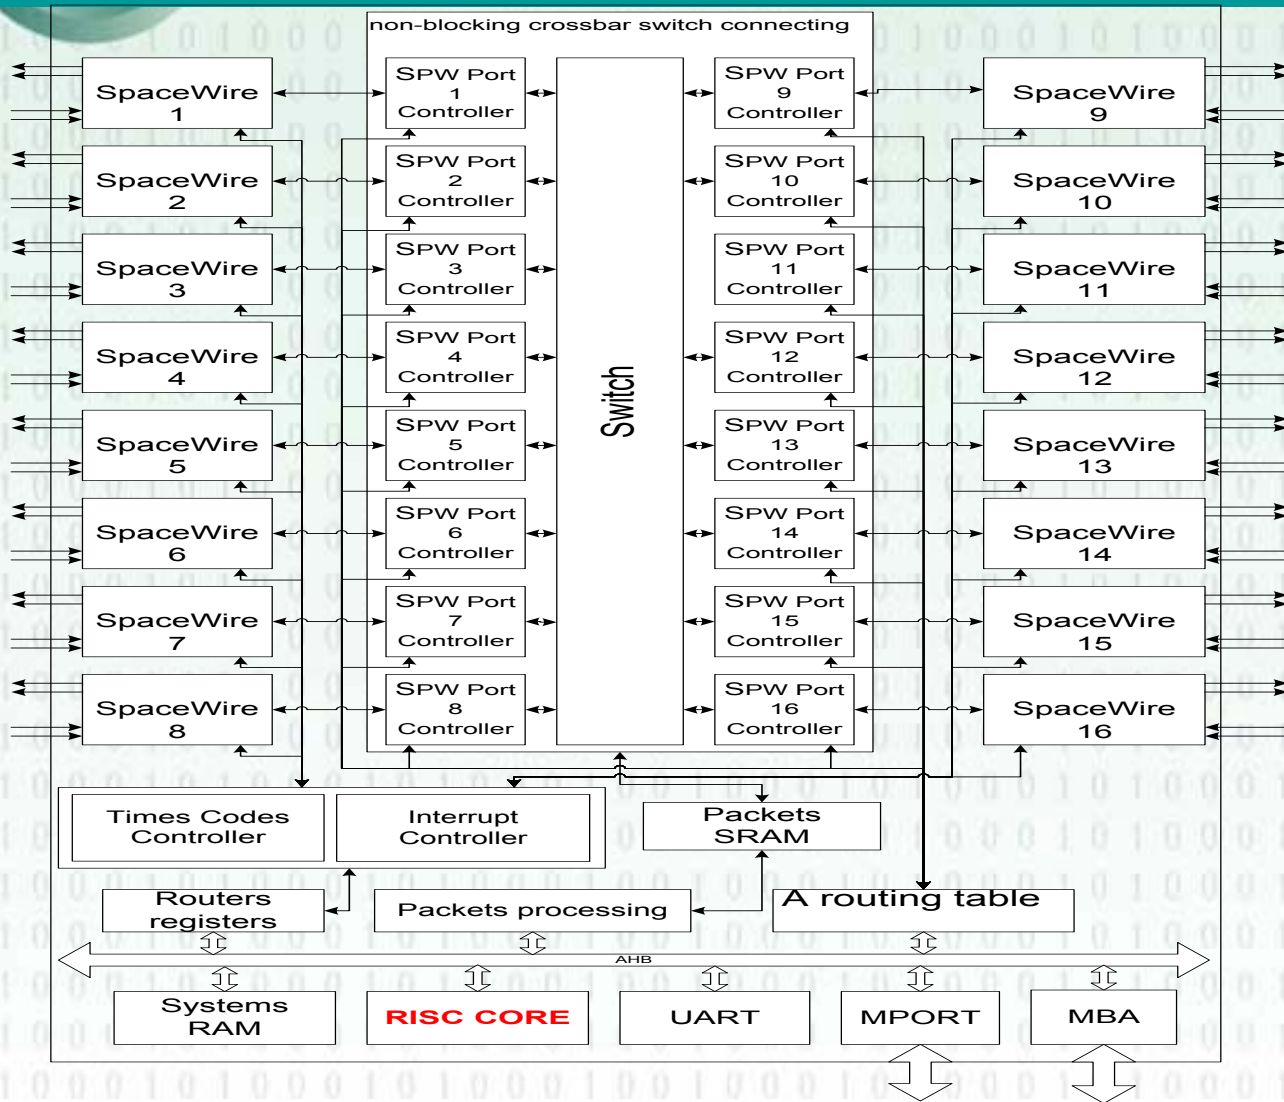 non-blocking crossbar switch connecting
SpaceWire
1
SPW Port
1
Controller
SPW Port
9
Controller
SpaceWire
9
SpaceWire
2
SPW Port
2
Controller
SPW Port
10
Controller
SpaceWire
10
SpaceWire
3
SPW Port
3
Controller
SPW Port
11
Controller
SpaceWire
11
SpaceWire
4
SPW Port
4
Controller
Switch
SPW Port
12
Controller
SpaceWire
12
SpaceWire
5
SPW Port
5
Controller
SPW Port
13
Controller
SpaceWire
13
SpaceWire
6
SPW Port
6
Controller
SPW Port
14
Controller
SpaceWire
14
SpaceWire
7
SPW Port
7
Controller
SPW Port
15
Controller
SpaceWire
15
SpaceWire
8
SPW Port
8
Controller
SPW Port
16
Controller
SpaceWire
16
Times Codes
Controller
Interrupt
Controller
Packets
SRAM
Routers
registers
Packets processing
A routing table
AHB
Systems
RAM
RISC CORE
UART
MPORT
MBA